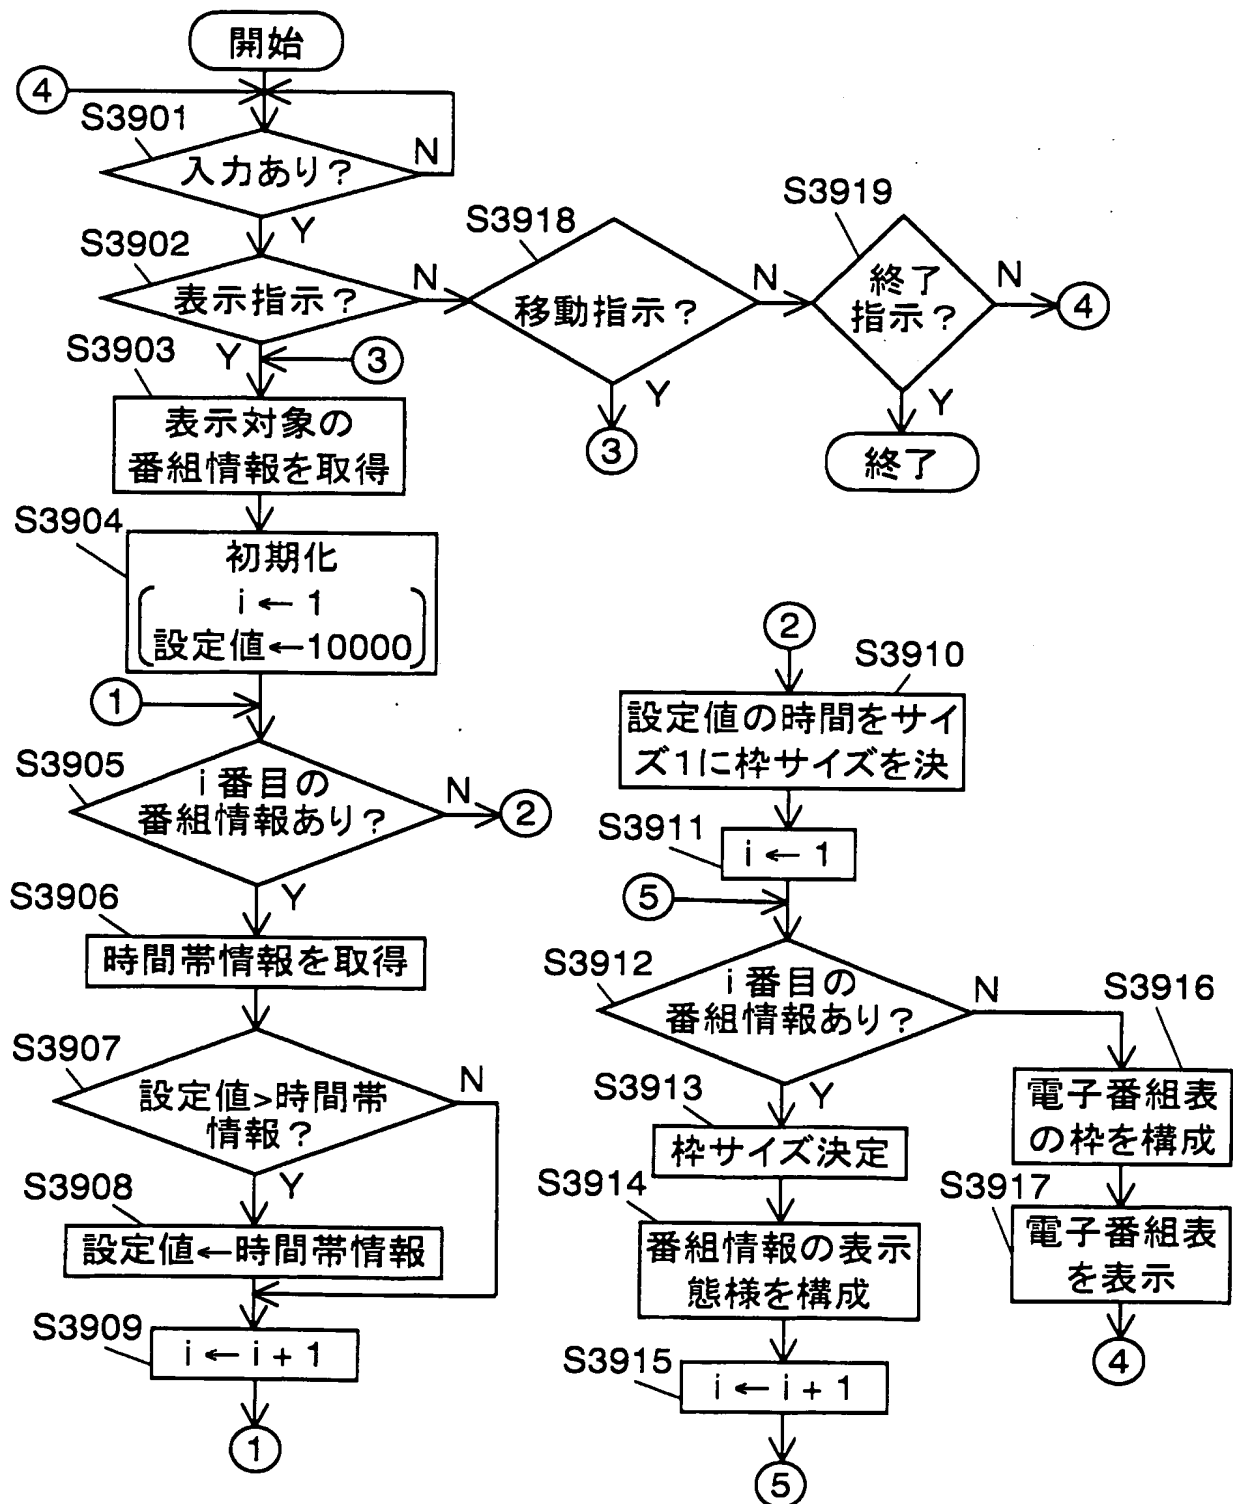 開始
④
S3901
入力あり？
N
Y
S3902
表示指示？
N
Y
S3918
移動指示？
N
Y
③
S3919
終了
指示？
N
④
Y
終了
③
S3903
表示対象の
番組情報を取得
S3904
初期化
i ← 1
設定値←10000
①
S3905
i 番目の
番組情報あり？
N
②
Y
S3906
時間帯情報を取得
S3907
設定値>時間帯
情報？
N
Y
S3908
設定値←時間帯情報
S3909
i ← i + 1
①
②
S3910
設定値の時間をサイ
ズ1に枠サイズを決
S3911
i ← 1
⑤
S3912
i 番目の
番組情報あり？
N
Y
S3913
枠サイズ決定
S3914
番組情報の表示
態様を構成
S3915
i ← i + 1
⑤
S3916
電子番組表
の枠を構成
S3917
電子番組表
を表示
④